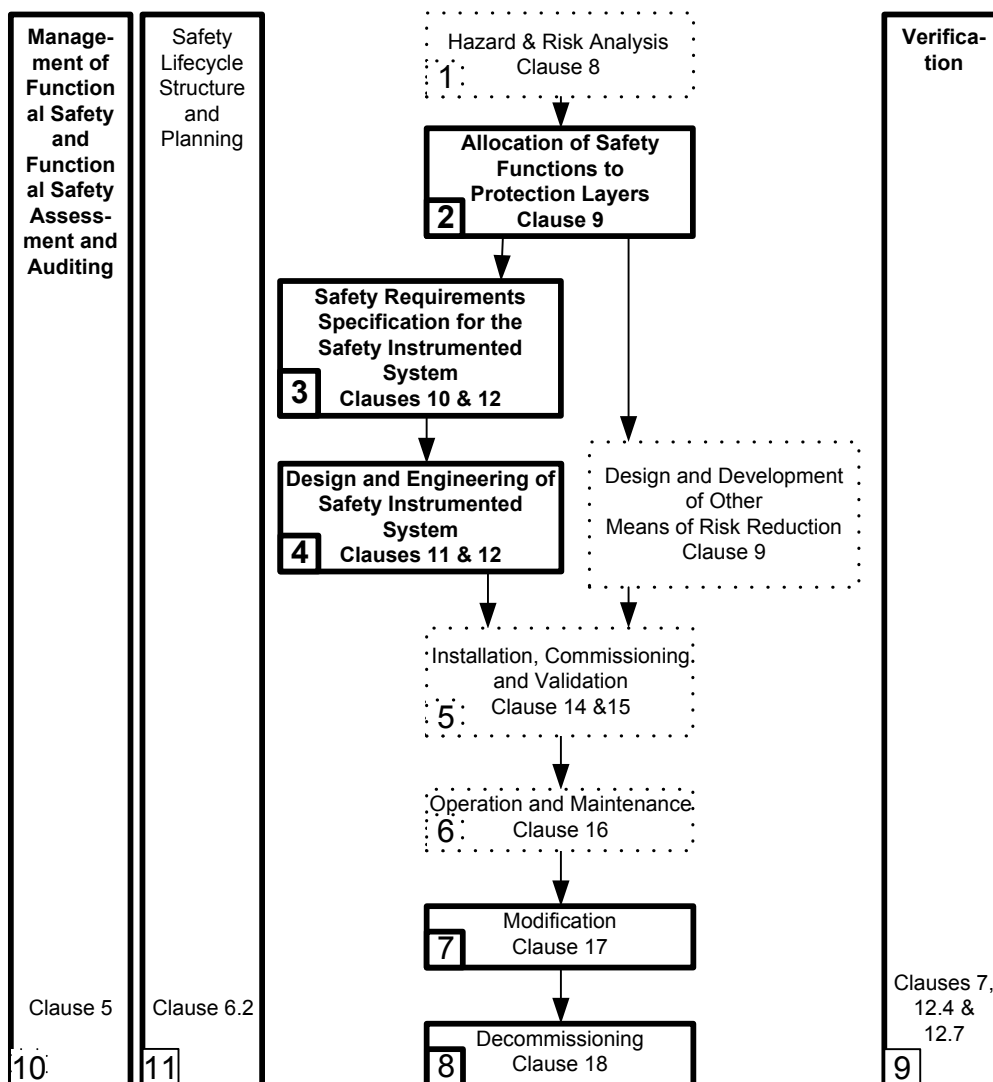 Manage-
ment of
Function
al Safety
and
Function
al Safety
Assess-
ment and
Auditing
Clause 5
10
Safety
Lifecycle
Structure
and
Planning
Clause 6.2
11
Hazard & Risk Analysis
Clause 8
1
Allocation of Safety
Functions to
Protection Layers
Clause 9
2
Safety Requirements
Specification for the
Safety Instrumented
System
Clauses 10 & 12
3
Design and Engineering of
Safety Instrumented
System
Clauses 11 & 12
4
Design and Development
of Other
Means of Risk Reduction
Clause 9
Installation, Commissioning
and Validation
Clause 14 &15
5
Operation and Maintenance
Clause 16
6
Modification
Clause 17
7
Decommissioning
Clause 18
8
Verifica-
tion
Clauses 7,
12.4 &
12.7
9